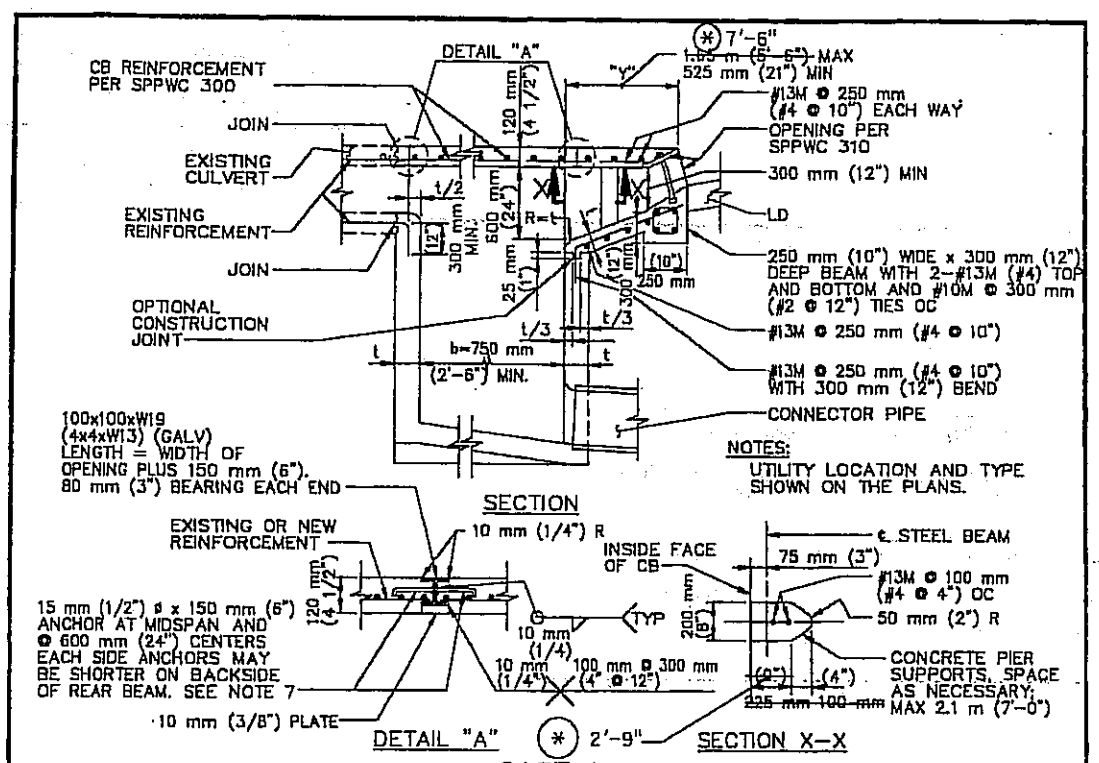 DETAIL "A"
* 7'-6"
1.65 m (5'-6") MAX
525 mm (21") MIN
"Y"
CB REINFORCEMENT
PER SPPWC 300
120 mm
(4 1/2")
#13M @ 250 mm
(#4 @ 10") EACH WAY
JOIN
OPENING PER
SPPWC 310
EXISTING
CULVERT
X
X
300 mm (12") MIN
t/2
EXISTING
REINFORCEMENT
300 mm
(12") MIN.
600 mm
(24")
R=t
LD
JOIN
25 mm
(1")
300 mm
(12")
(10")
250 mm
250 mm (10") WIDE x 300 mm (12")
DEEP BEAM WITH 2-#13M (#4) TOP
AND BOTTOM AND #10M @ 300 mm
(#2 @ 12") TIES OC
OPTIONAL
CONSTRUCTION
JOINT
t/3
t/3
#13M @ 250 mm (#4 @ 10")
t
b=750 mm
(2'-6") MIN.
t
#13M @ 250 mm (#4 @ 10")
WITH 300 mm (12") BEND
CONNECTOR PIPE
100x100xW19
(4x4xW13) (GALV)
LENGTH = WIDTH OF
OPENING PLUS 150 mm (6").
80 mm (3") BEARING EACH END
NOTES:
UTILITY LOCATION AND TYPE
SHOWN ON THE PLANS.
SECTION
EXISTING OR NEW
REINFORCEMENT
10 mm (1/4") R
120 mm
(4 1/2")
15 mm (1/2") ø x 150 mm (6")
ANCHOR AT MIDSPAN AND
@ 600 mm (24") CENTERS
EACH SIDE ANCHORS MAY
BE SHORTER ON BACKSIDE
OF REAR BEAM. SEE NOTE 7
10 mm
(1/4)
TYP
10 mm
(1/4")
100 mm @ 300 mm
(4" @ 12")
10 mm (3/8") PLATE
DETAIL "A"
INSIDE FACE
OF CB
℄ STEEL BEAM
75 mm (3")
#13M @ 100 mm
(#4 @ 4") OC
200 mm
(8")
50 mm (2") R
CONCRETE PIER
SUPPORTS, SPACE
AS NECESSARY;
MAX 2.1 m (7'-0")
(9")
(4")
225 mm
100 mm
* 2'-9"
SECTION X-X